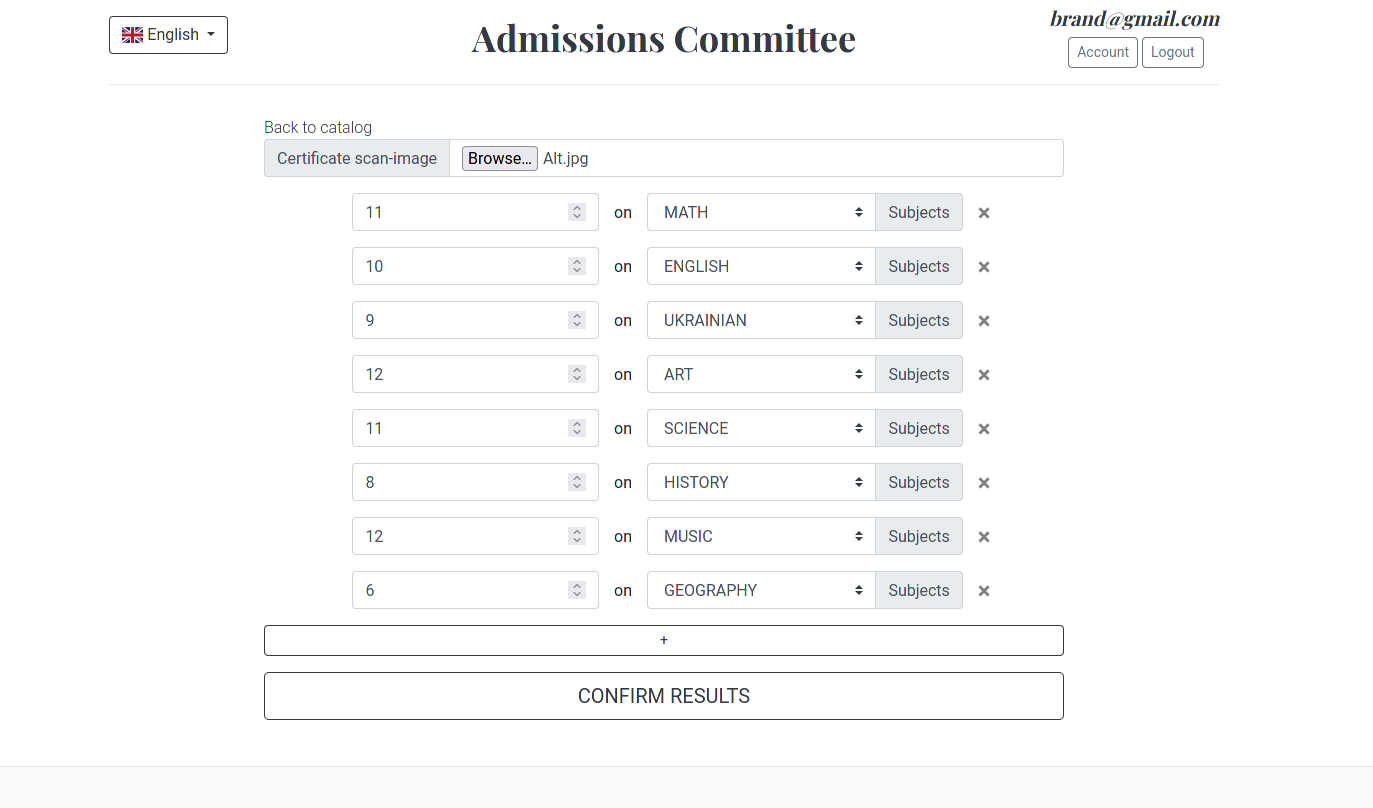 English
Admissions Committee
brand@gmail.com
Account Logout
Back to catalog
Certificate scan-image Browse... Alt.jpg
11 on MATH Subjects
10 on ENGLISH Subjects
9 on UKRAINIAN Subjects
12 on ART Subjects
11 on SCIENCE Subjects
8 on HISTORY Subjects
12 on MUSIC Subjects
6 on GEOGRAPHY Subjects
+
CONFIRM RESULTS